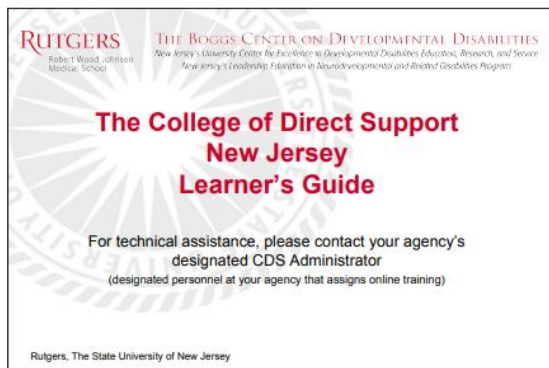 RUTGERS
Robert Wood Johnson
Medical School
THE BOGGS CENTER ON DEVELOPMENTAL DISABILITIES
New Jersey's University Center for Excellence in Developmental Disabilities Education, Research, and Service
New Jersey's Leadership Education in Neurodevelopmental and Related Disabilities Program
The College of Direct Support
New Jersey
Learner's Guide
For technical assistance, please contact your agency's
designated CDS Administrator
(designated personnel at your agency that assigns online training)
Rutgers, The State University of New Jersey